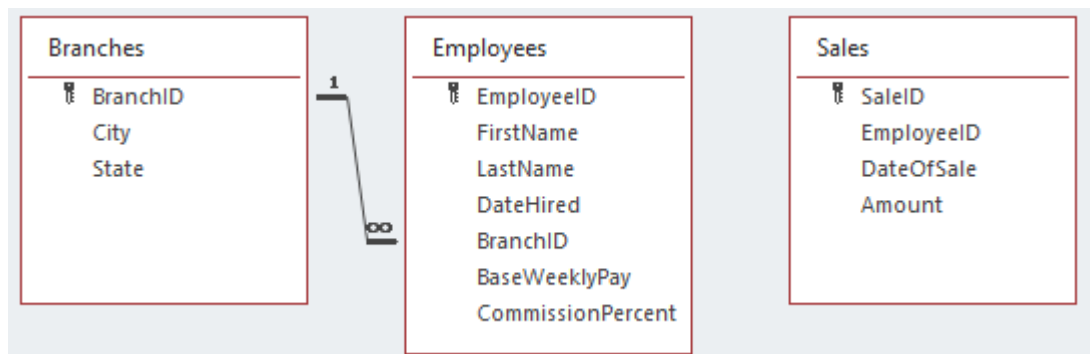 Branches
BranchID
City
State
1
∞
Employees
EmployeeID
FirstName
LastName
DateHired
BranchID
BaseWeeklyPay
CommissionPercent
Sales
SaleID
EmployeeID
DateOfSale
Amount